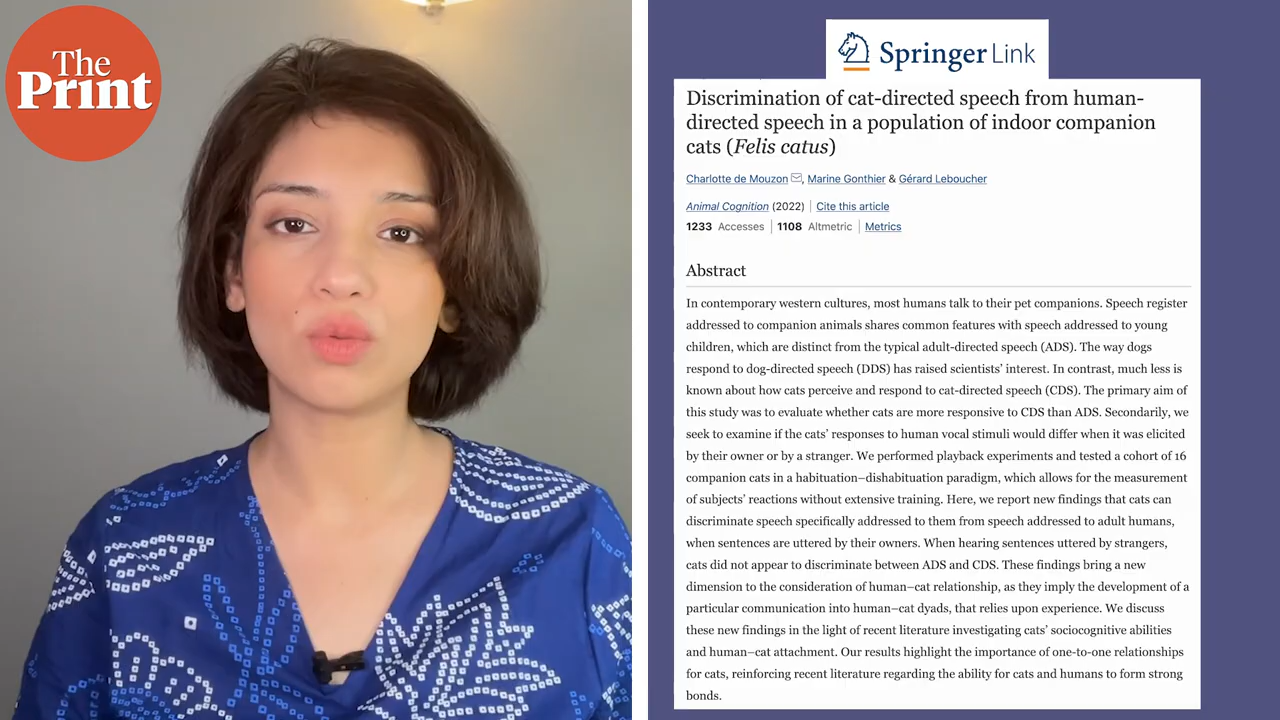 The
Print
Springer Link
Discrimination of cat-directed speech from human-
directed speech in a population of indoor companion
cats (Felis catus)
Charlotte de Mouzon, Marine Gonthier & Gérard Leboucher
Animal Cognition (2022) | Cite this article
1233 Accesses | 1108 Altmetric | Metrics
Abstract
In contemporary western cultures, most humans talk to their pet companions. Speech register
addressed to companion animals shares common features with speech addressed to young
children, which are distinct from the typical adult-directed speech (ADS). The way dogs
respond to dog-directed speech (DDS) has raised scientists' interest. In contrast, much less is
known about how cats perceive and respond to cat-directed speech (CDS). The primary aim of
this study was to evaluate whether cats are more responsive to CDS than ADS. Secondarily, we
seek to examine if the cats' responses to human vocal stimuli would differ when it was elicited
by their owner or by a stranger. We performed playback experiments and tested a cohort of 16
companion cats in a habituation–dishabituation paradigm, which allows for the measurement
of subjects' reactions without extensive training. Here, we report new findings that cats can
discriminate speech specifically addressed to them from speech addressed to adult humans,
when sentences are uttered by their owners. When hearing sentences uttered by strangers,
cats did not appear to discriminate between ADS and CDS. These findings bring a new
dimension to the consideration of human–cat relationship, as they imply the development of a
particular communication into human–cat dyads, that relies upon experience. We discuss
these new findings in the light of recent literature investigating cats' sociocognitive abilities
and human–cat attachment. Our results highlight the importance of one-to-one relationships
for cats, reinforcing recent literature regarding the ability for cats and humans to form strong
bonds.